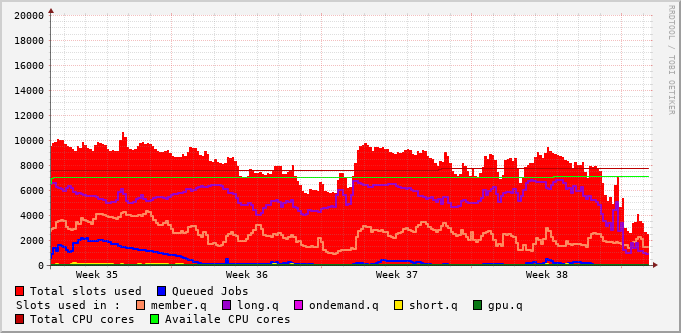 20000
18000
16000
14000
12000
10000
8000
6000
4000
2000
0
Week 35 Week 36 Week 37 Week 38
RRDTOOL / TOBI OETIKER
Total slots used Queued Jobs
Slots used in : member.q long.q ondemand.q short.q gpu.q
Total CPU cores Availale CPU cores